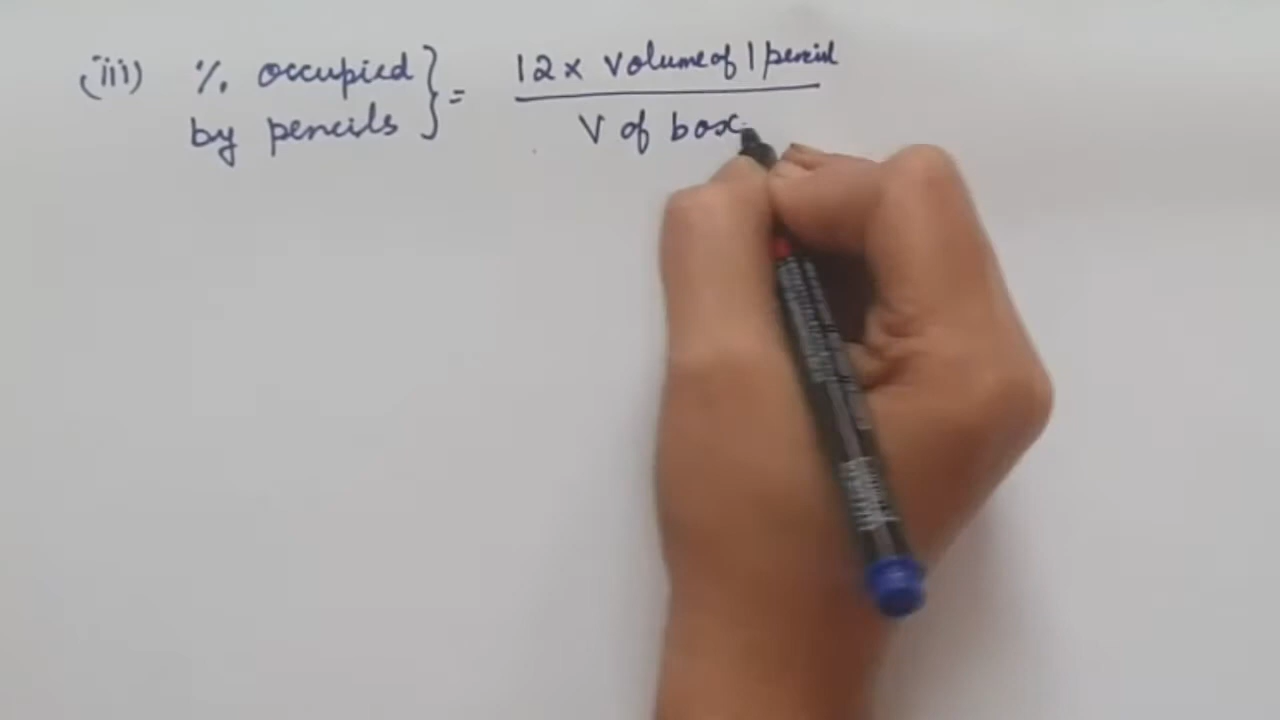 (iii) % occupied } = 12 x Volume of 1 pencil
by pencils V of box